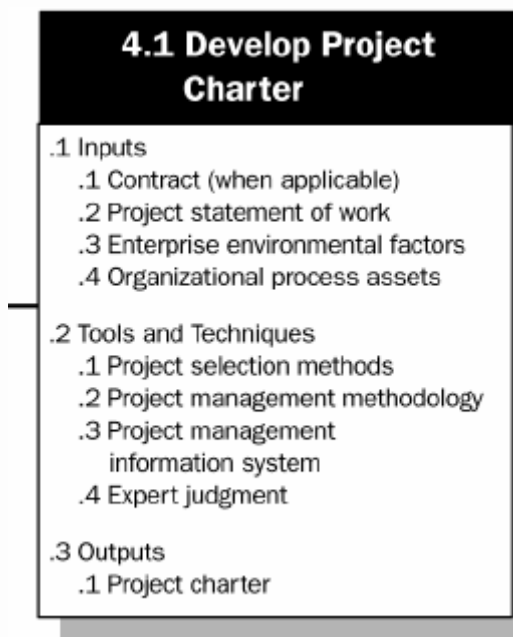 4.1 Develop Project
Charter
.1 Inputs
.1 Contract (when applicable)
.2 Project statement of work
.3 Enterprise environmental factors
.4 Organizational process assets
.2 Tools and Techniques
.1 Project selection methods
.2 Project management methodology
.3 Project management
information system
.4 Expert judgment
.3 Outputs
.1 Project charter